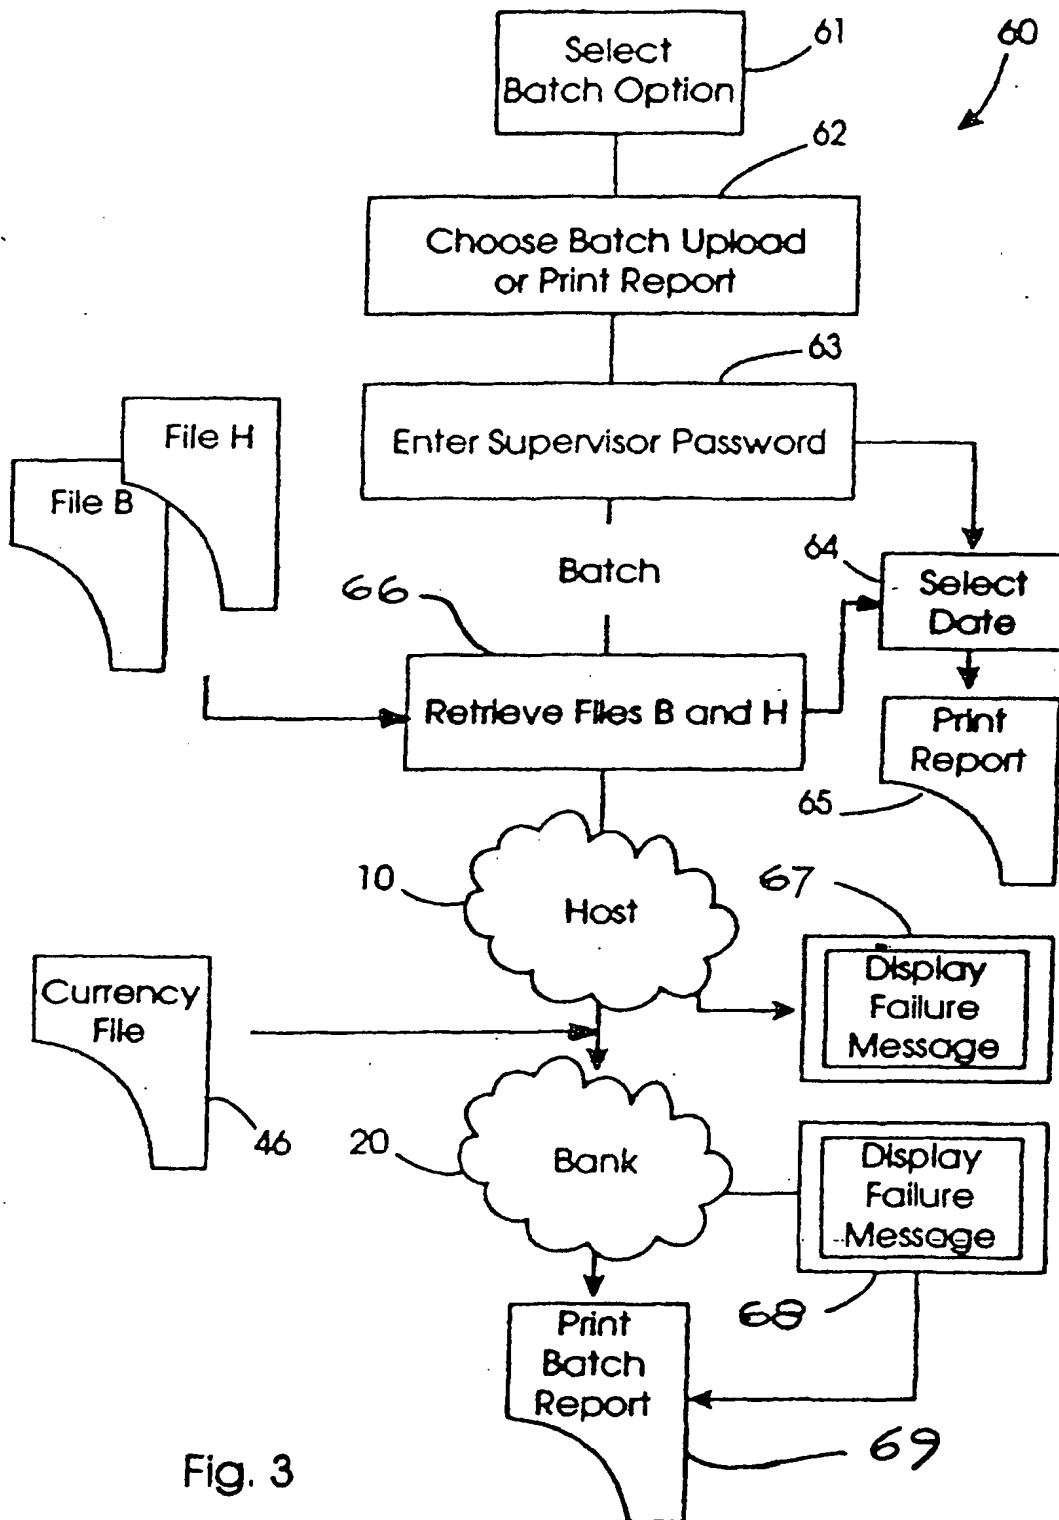 61
60
Select
Batch Option
62
Choose Batch Upload
or Print Report
63
Enter Supervisor Password
File H
File B
64
Select
Date
Batch
66
Retrieve Files B and H
Print
Report
65
10
Host
67
Display
Failure
Message
Currency
File
46
20
Bank
Display
Failure
Message
68
Print
Batch
Report
69
Fig. 3